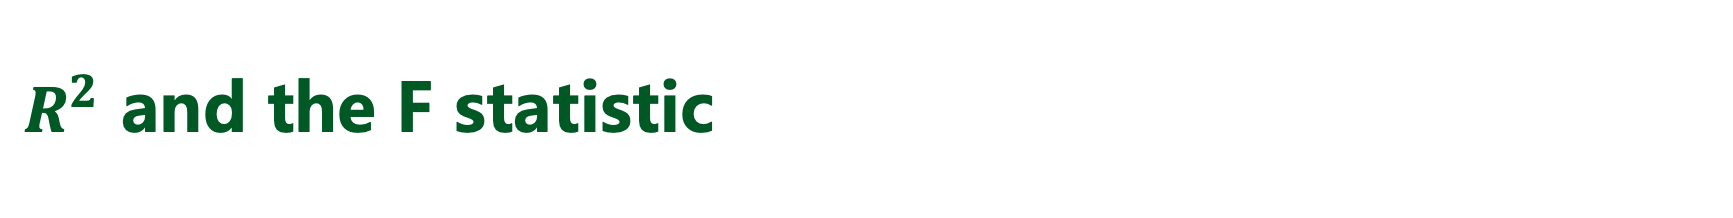 R² and the F statistic